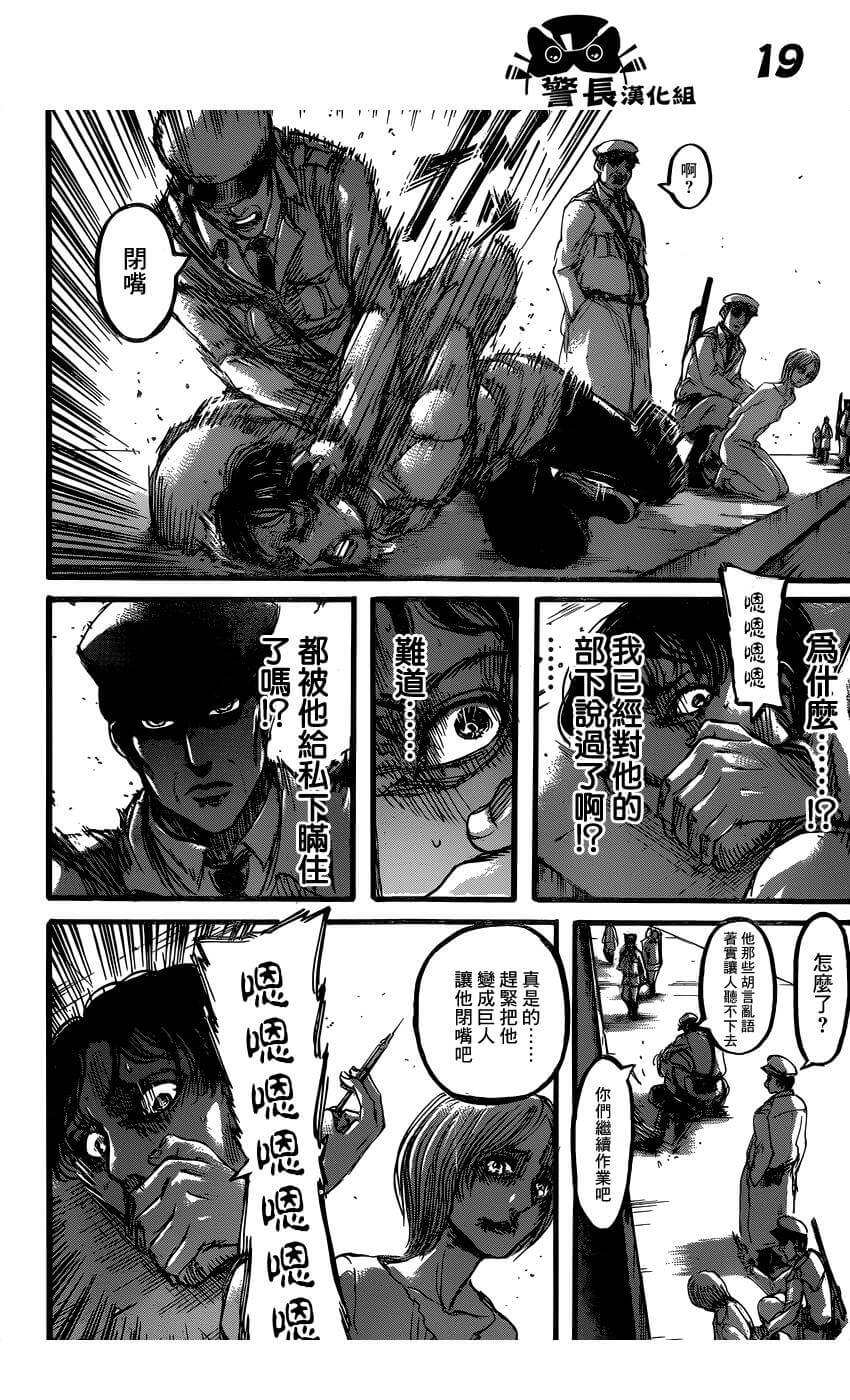 警長漢化組
19
啊?
閉嘴
嗯嗯嗯嗯
爲什麼……!?
我已經對他的
部下說過了啊!?
難道……
都被他給私下瞞住
了嗎!?
怎麼了?
他那些胡言亂語
著實讓人聽不下去
你們繼續作業吧
真是的……
趕緊把他
變成巨人
讓他閉嘴吧
嗯嗯嗯嗯嗯嗯嗯